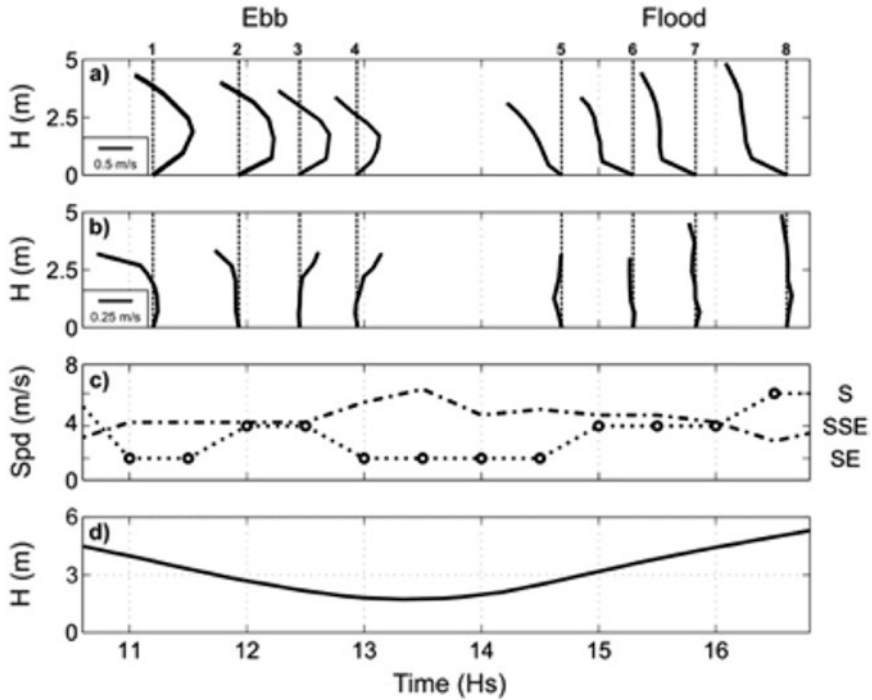 Ebb Flood
1 2 3 4 5 6 7 8
a)
5
2.5
0
H (m)
0.5 m/s
b)
5
2.5
0
H (m)
0.25 m/s
c)
8
4
0
Spd (m/s)
S
SSE
SE
d)
6
3
0
H (m)
11 12 13 14 15 16
Time (Hs)